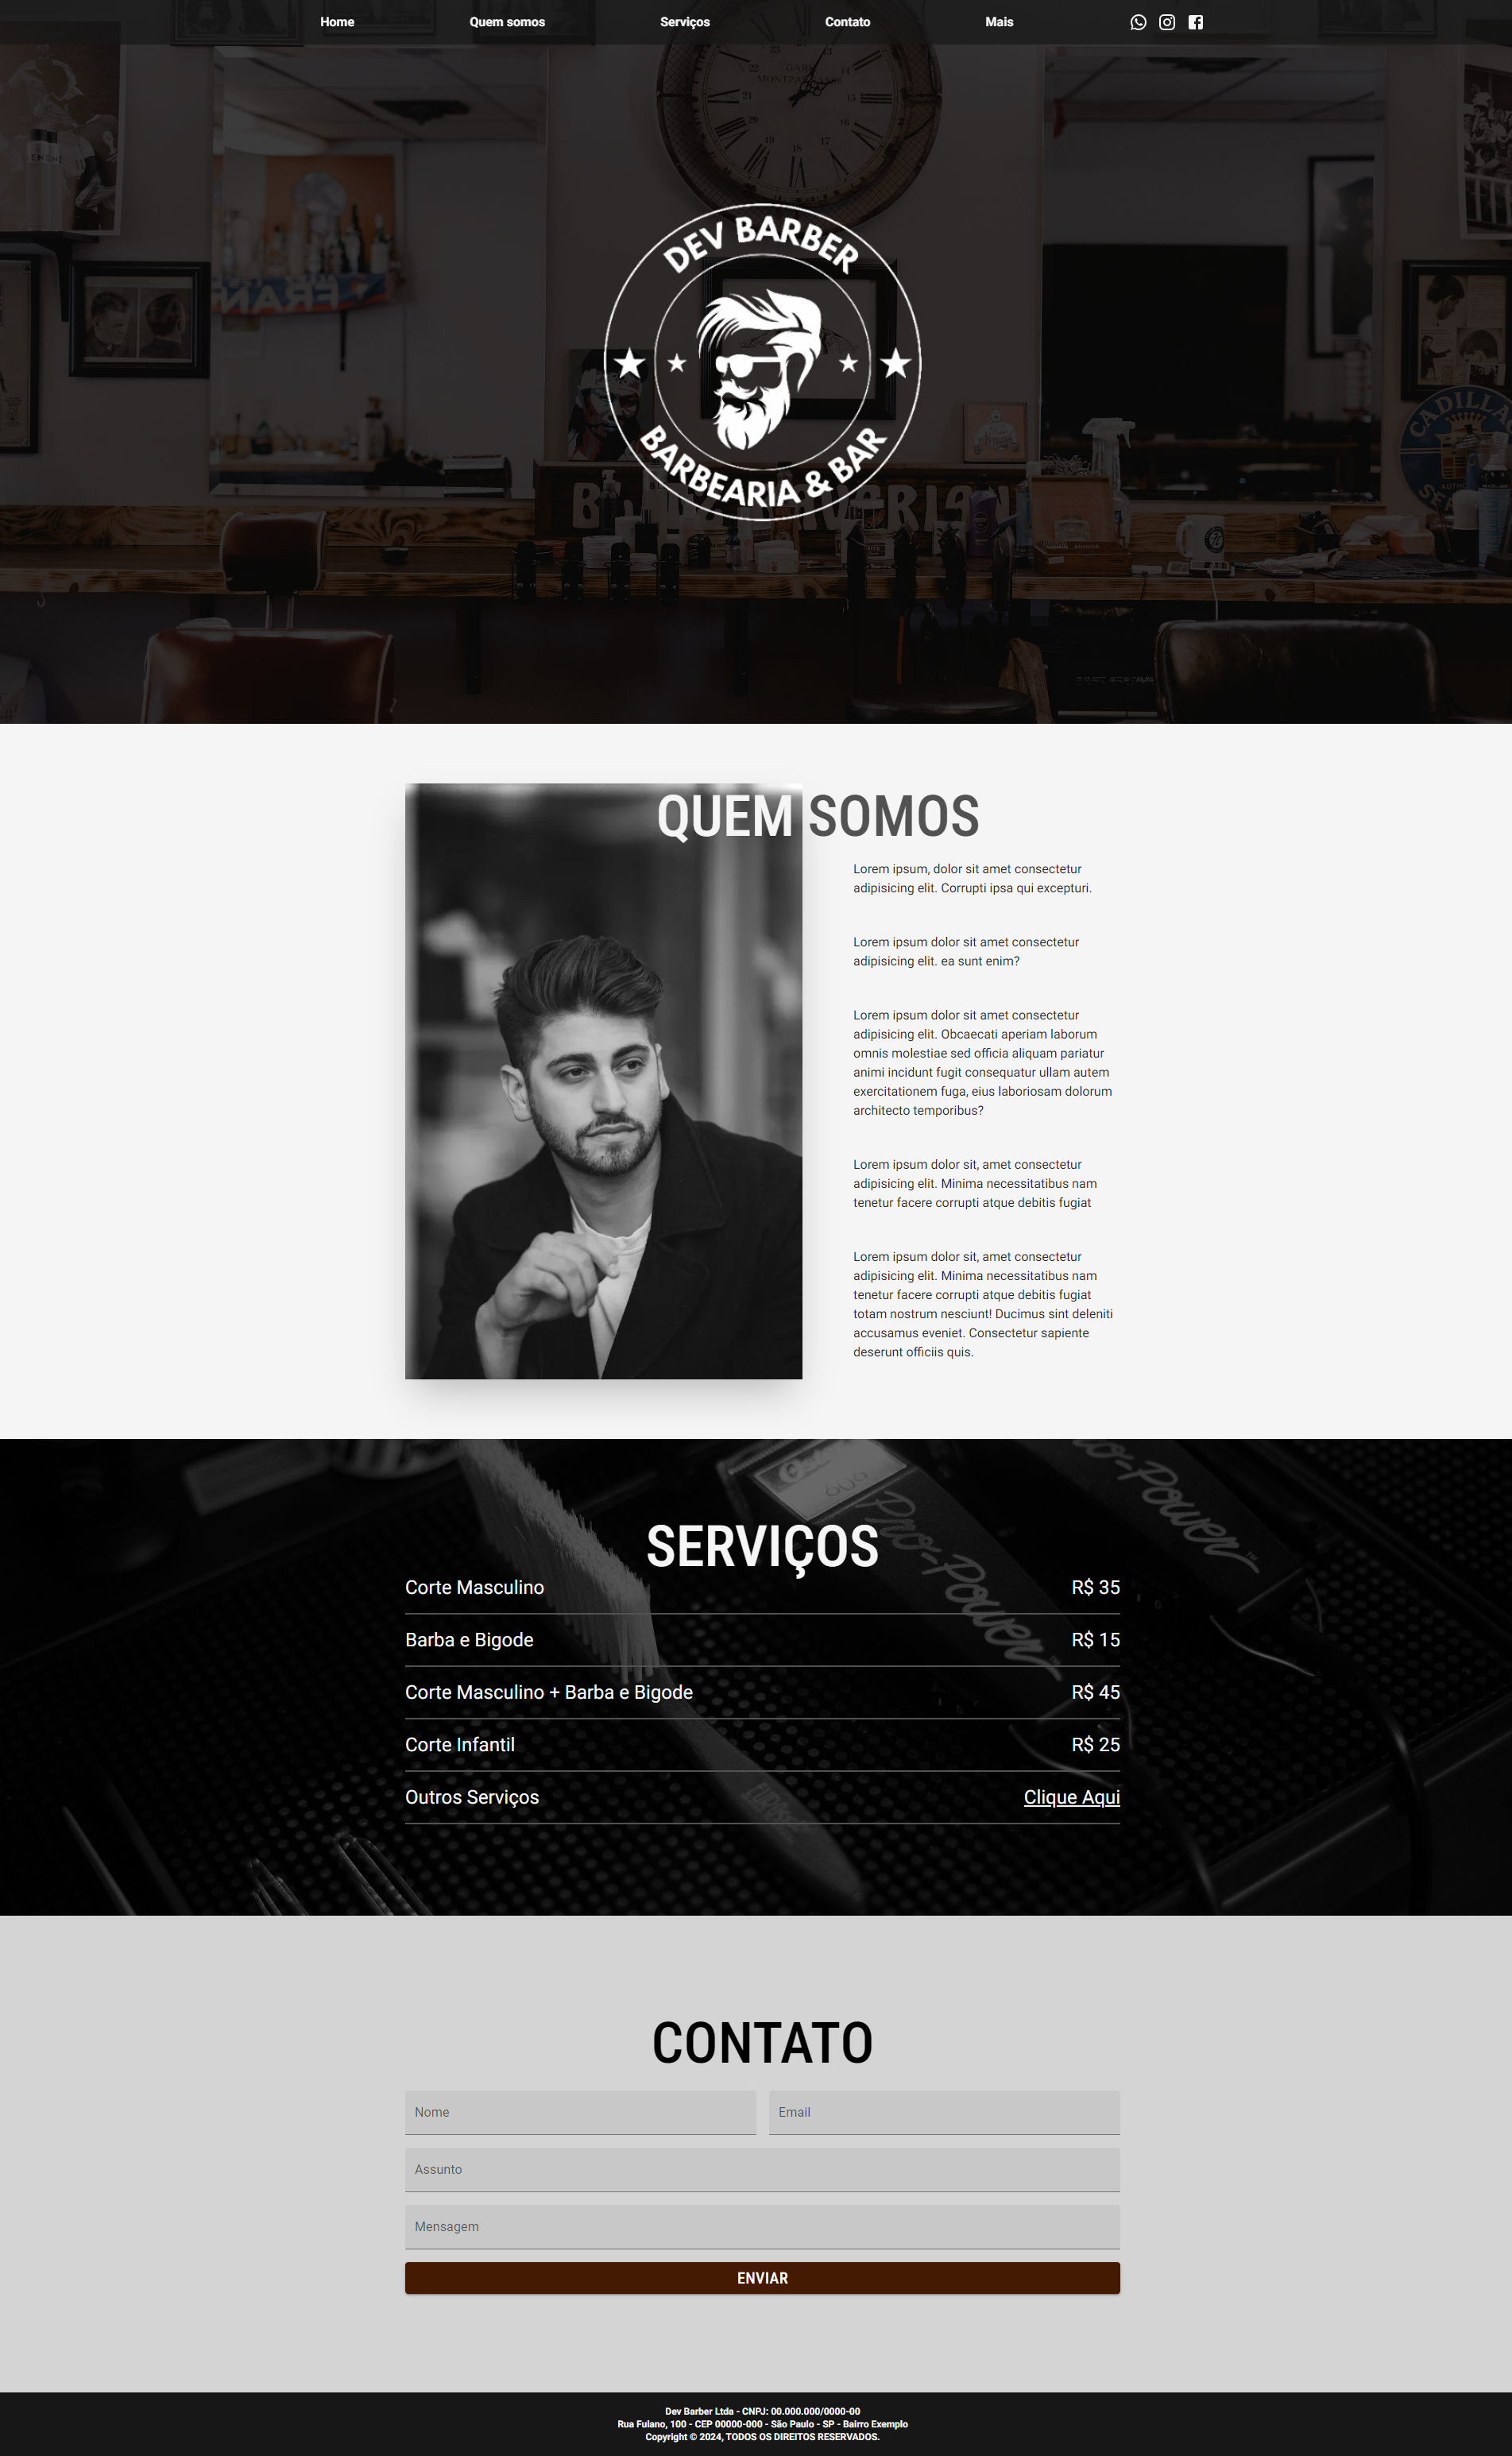 Home Quem somos Serviços Contato Mais
DEV BARBER
BARBEARIA & BAR
QUEM SOMOS
Lorem ipsum, dolor sit amet consectetur
adipisicing elit. Corrupti ipsa qui excepturi.
Lorem ipsum dolor sit amet consectetur
adipisicing elit. ea sunt enim?
Lorem ipsum dolor sit amet consectetur
adipisicing elit. Obcaecati aperiam laborum
omnis molestiae sed officia aliquam pariatur
animi incidunt fugit consequatur ullam autem
exercitationem fuga, eius laboriosam dolorum
architecto temporibus?
Lorem ipsum dolor sit, amet consectetur
adipisicing elit. Minima necessitatibus nam
tenetur facere corrupti atque debitis fugiat
Lorem ipsum dolor sit, amet consectetur
adipisicing elit. Minima necessitatibus nam
tenetur facere corrupti atque debitis fugiat
totam nostrum nesciunt! Ducimus sint deleniti
accusamus eveniet. Consectetur sapiente
deserunt officiis quis.
Pro-Power
Pro-Power
SERVIÇOS
Corte Masculino R$ 35
Barba e Bigode R$ 15
Corte Masculino + Barba e Bigode R$ 45
Corte Infantil R$ 25
Outros Serviços Clique Aqui
CONTATO
Nome Email
Assunto
Mensagem
ENVIAR
Dev Barber Ltda - CNPJ: 00.000.000/0000-00
Rua Fulano, 100 - CEP 00000-000 - São Paulo - SP - Bairro Exemplo
Copyright © 2024, TODOS OS DIREITOS RESERVADOS.